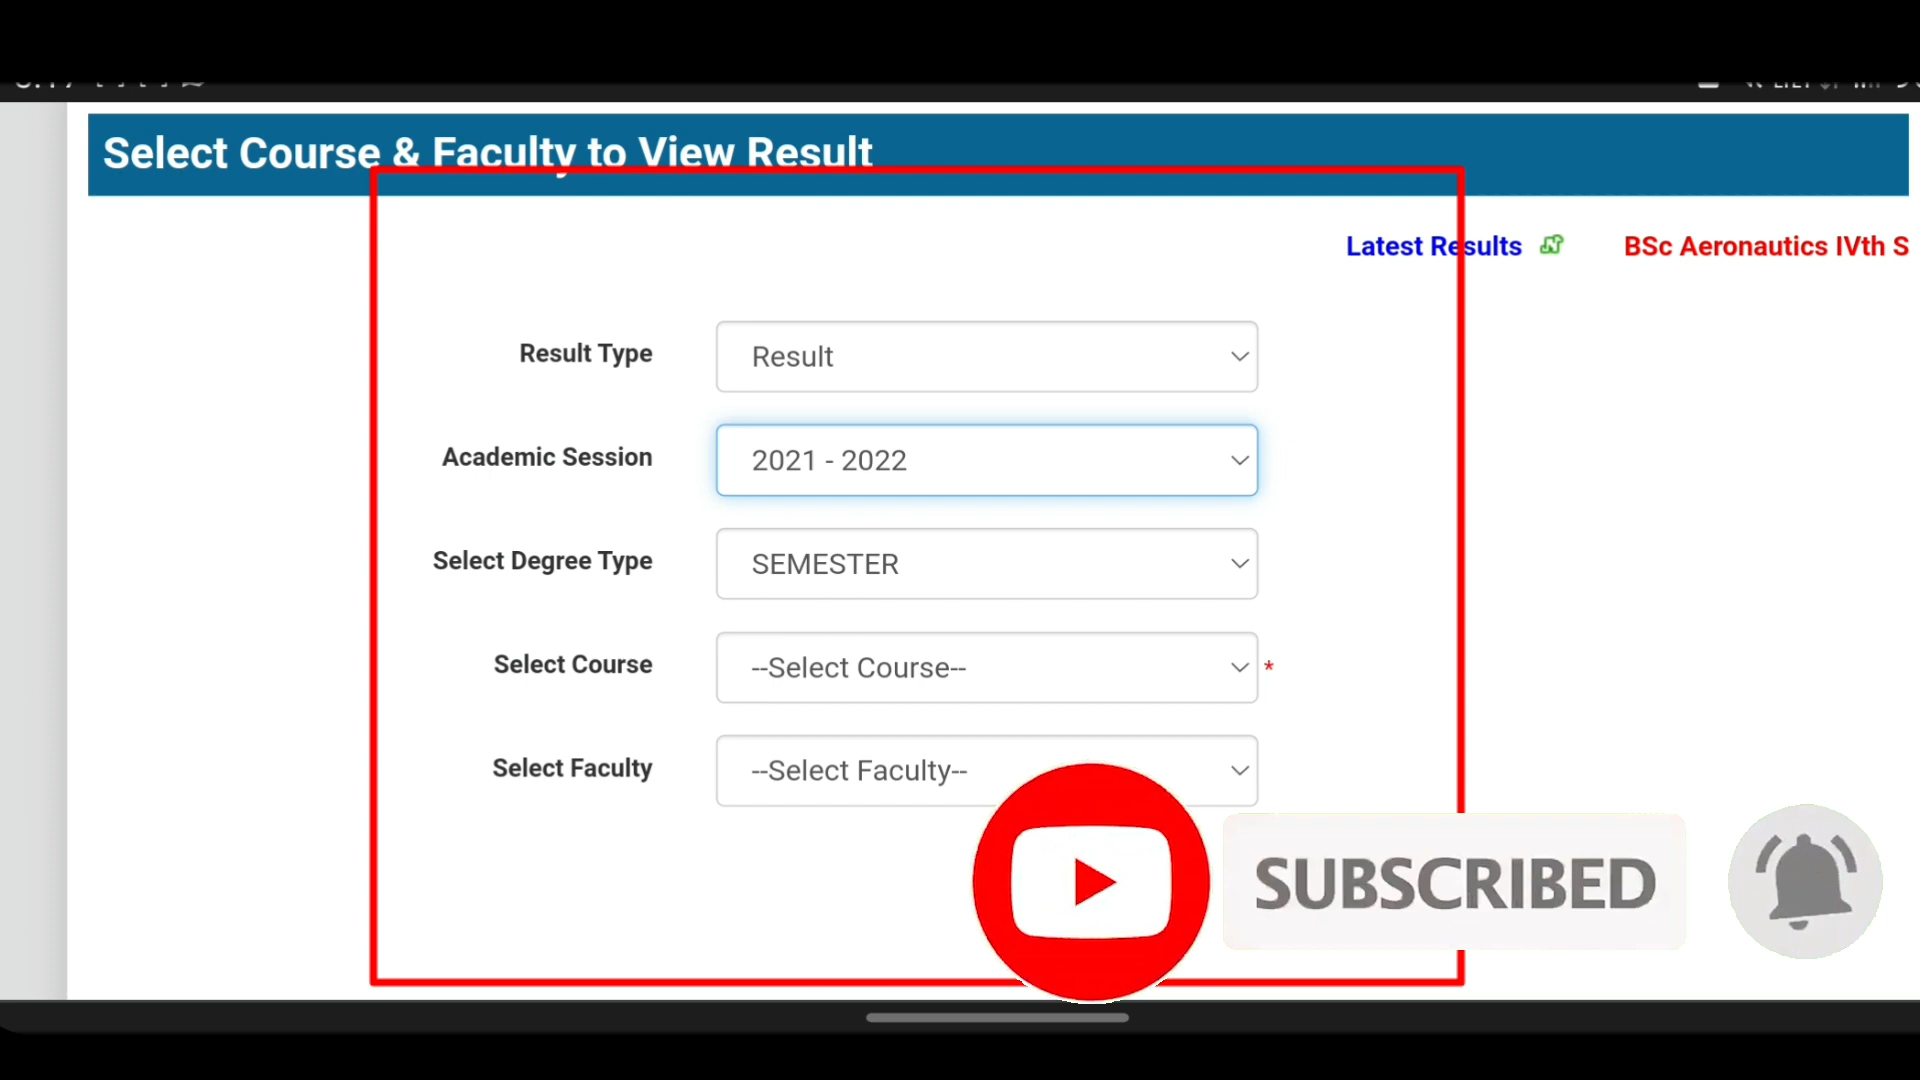 Select Course & Faculty to View Result
Latest Results BSc Aeronautics IVth S
Result Type Result
Academic Session 2021 - 2022
Select Degree Type SEMESTER
Select Course --Select Course-- *
Select Faculty --Select Faculty--
SUBSCRIBED